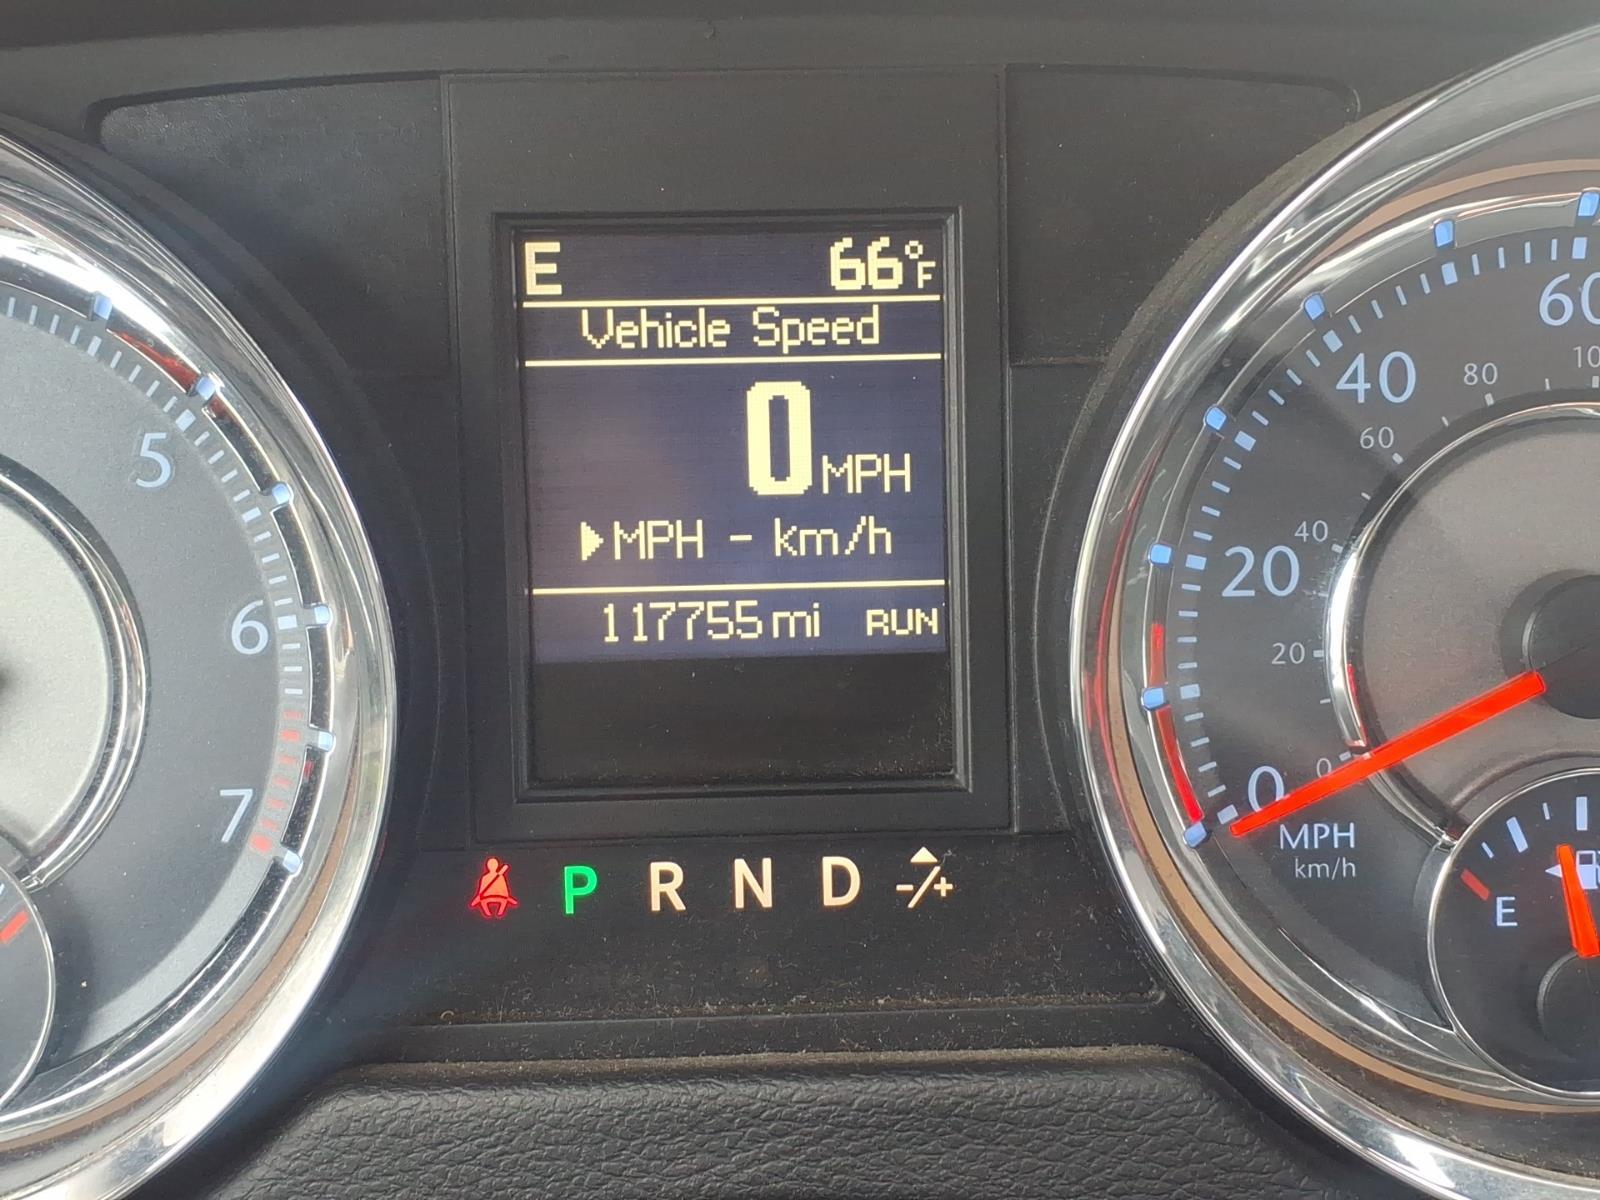 E 66°F
Vehicle Speed
0 MPH
▶MPH - km/h
117755 mi RUN
P R N D -/+
5
6
7
60
40
20
0
MPH
km/h
80
60
40
20
0
E